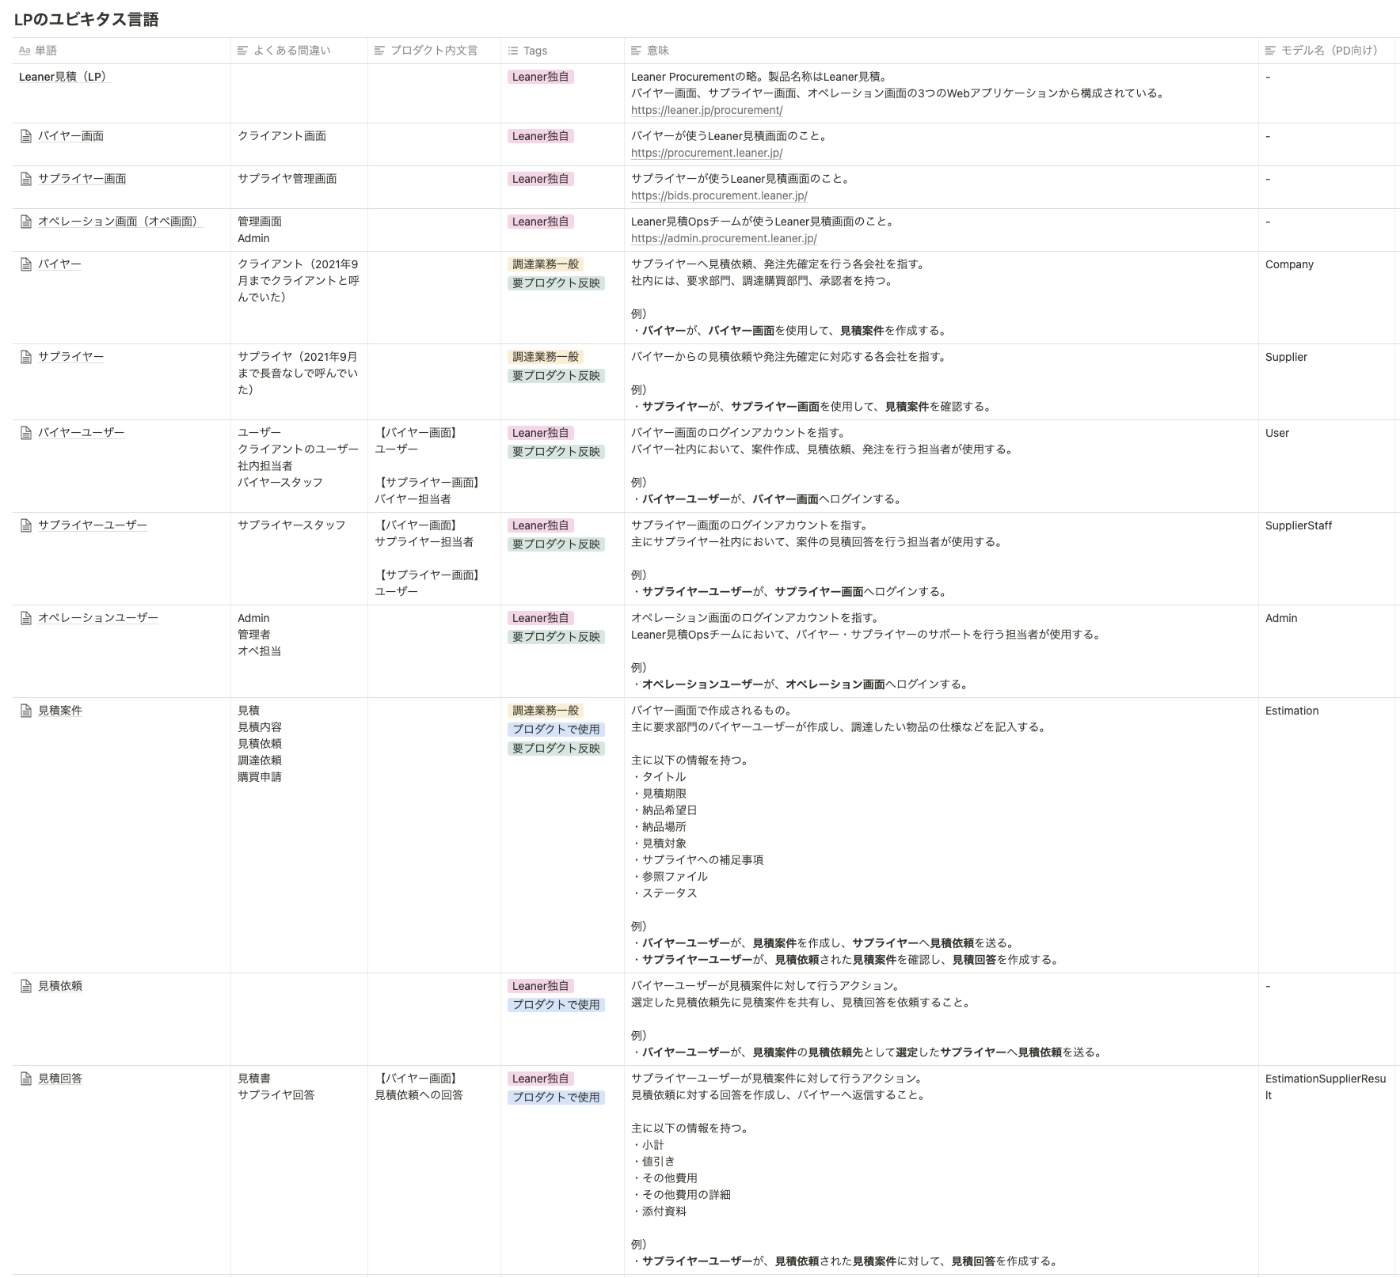 LPのユビキタス言語
単語
よくある間違い
プロダクト内文言
Tags
意味
モデル名（PD向け）
Leaner見積（LP）
Leaner独自
Leaner Procurementの略。製品名称はLeaner見積。
バイヤー画面、サプライヤー画面、オペレーション画面の3つのWebアプリケーションから構成されている。
https://leaner.jp/procurement/
-
バイヤー画面
クライアント画面
Leaner独自
バイヤーが使うLeaner見積画面のこと。
https://procurement.leaner.jp/
-
サプライヤー画面
サプライヤ管理画面
Leaner独自
サプライヤーが使うLeaner見積画面のこと。
https://bids.procurement.leaner.jp/
-
オペレーション画面（オペ画面）
管理画面
Admin
Leaner独自
Leaner見積Opsチームが使うLeaner見積画面のこと。
https://admin.procurement.leaner.jp/
-
バイヤー
クライアント（2021年9
月までクライアントと呼
んでいた）
調達業務一般
要プロダクト反映
サプライヤーへ見積依頼、発注先確定を行う各会社を指す。
社内には、要求部門、調達購買部門、承認者を持つ。
例）
・バイヤーが、バイヤー画面を使用して、見積案件を作成する。
Company
サプライヤー
サプライヤ（2021年9月
まで長音なしで呼んでい
た）
調達業務一般
要プロダクト反映
バイヤーからの見積依頼や発注先確定に対応する各会社を指す。
例）
・サプライヤーが、サプライヤー画面を使用して、見積案件を確認する。
Supplier
バイヤーユーザー
ユーザー
クライアントのユーザー
社内担当者
バイヤースタッフ
【バイヤー画面】
ユーザー
【サプライヤー画面】
バイヤー担当者
Leaner独自
要プロダクト反映
バイヤー画面のログインアカウントを指す。
バイヤー社内において、案件作成、見積依頼、発注を行う担当者が使用する。
例）
・バイヤーユーザーが、バイヤー画面へログインする。
User
サプライヤーユーザー
サプライヤースタッフ
【バイヤー画面】
サプライヤー担当者
【サプライヤー画面】
ユーザー
Leaner独自
要プロダクト反映
サプライヤー画面のログインアカウントを指す。
主にサプライヤー社内において、案件の見積回答を行う担当者が使用する。
例）
・サプライヤーユーザーが、サプライヤー画面へログインする。
SupplierStaff
オペレーションユーザー
Admin
管理者
オペ担当
Leaner独自
要プロダクト反映
オペレーション画面のログインアカウントを指す。
Leaner見積Opsチームにおいて、バイヤー・サプライヤーのサポートを行う担当者が使用する。
例）
・オペレーションユーザーが、オペレーション画面へログインする。
Admin
見積案件
見積
見積内容
見積依頼
調達依頼
購買申請
調達業務一般
プロダクトで使用
要プロダクト反映
バイヤー画面で作成されるもの。
主に要求部門のバイヤーユーザーが作成し、調達したい物品の仕様などを記入する。
主に以下の情報を持つ。
・タイトル
・見積期限
・納品希望日
・納品場所
・見積対象
・サプライヤへの補足事項
・参照ファイル
・ステータス
例）
・バイヤーユーザーが、見積案件を作成し、サプライヤーへ見積依頼を送る。
・サプライヤーユーザーが、見積依頼された見積案件を確認し、見積回答を作成する。
Estimation
見積依頼
Leaner独自
プロダクトで使用
バイヤーユーザーが見積案件に対して行うアクション。
選定した見積依頼先に見積案件を共有し、見積回答を依頼すること。
例）
・バイヤーユーザーが、見積案件の見積依頼先として選定したサプライヤーへ見積依頼を送る。
-
見積回答
見積書
サプライヤ回答
【バイヤー画面】
見積依頼への回答
Leaner独自
プロダクトで使用
サプライヤーユーザーが見積案件に対して行うアクション。
見積依頼に対する回答を作成し、バイヤーへ返信すること。
主に以下の情報を持つ。
・小計
・値引き
・その他費用
・その他費用の詳細
・添付資料
例）
・サプライヤーユーザーが、見積依頼された見積案件に対して、見積回答を作成する。
EstimationSupplierResu
lt